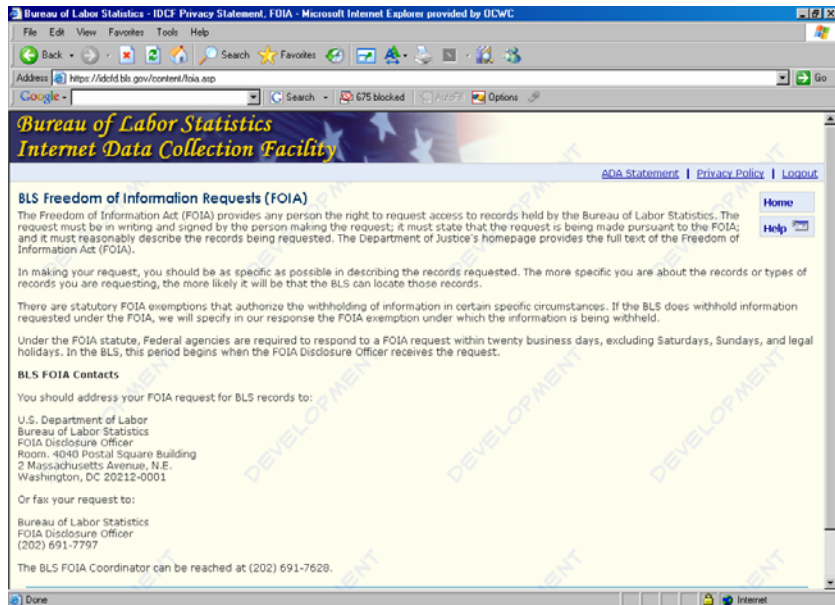 Bureau of Labor Statistics - IDCF Privacy Statement, FOIA - Microsoft Internet Explorer provided by OCWC
File Edit View Favorites Tools Help
Back Search Favorites
Address https://idcfd.bls.gov/content/foia.asp Go
Google Search 675 blocked AutoFill Options
Bureau of Labor Statistics
Internet Data Collection Facility
ADA Statement | Privacy Policy | Logout
BLS Freedom of Information Requests (FOIA)
Home
Help
The Freedom of Information Act (FOIA) provides any person the right to request access to records held by the Bureau of Labor Statistics. The
request must be in writing and signed by the person making the request; it must state that the request is being made pursuant to the FOIA;
and it must reasonably describe the records being requested. The Department of Justice's homepage provides the full text of the Freedom of
Information Act (FOIA).
In making your request, you should be as specific as possible in describing the records requested. The more specific you are about the records or types of
records you are requesting, the more likely it will be that the BLS can locate those records.
There are statutory FOIA exemptions that authorize the withholding of information in certain specific circumstances. If the BLS does withhold information
requested under the FOIA, we will specify in our response the FOIA exemption under which the information is being withheld.
Under the FOIA statute, Federal agencies are required to respond to a FOIA request within twenty business days, excluding Saturdays, Sundays, and legal
holidays. In the BLS, this period begins when the FOIA Disclosure Officer receives the request.
BLS FOIA Contacts
You should address your FOIA request for BLS records to:
U.S. Department of Labor
Bureau of Labor Statistics
FOIA Disclosure Officer
Room. 4040 Postal Square Building
2 Massachusetts Avenue, N.E.
Washington, DC 20212-0001
Or fax your request to:
Bureau of Labor Statistics
FOIA Disclosure Officer
(202) 691-7797
The BLS FOIA Coordinator can be reached at (202) 691-7628.
DEVELOPMENT
DEVELOPMENT
DEVELOPMENT
Done Internet